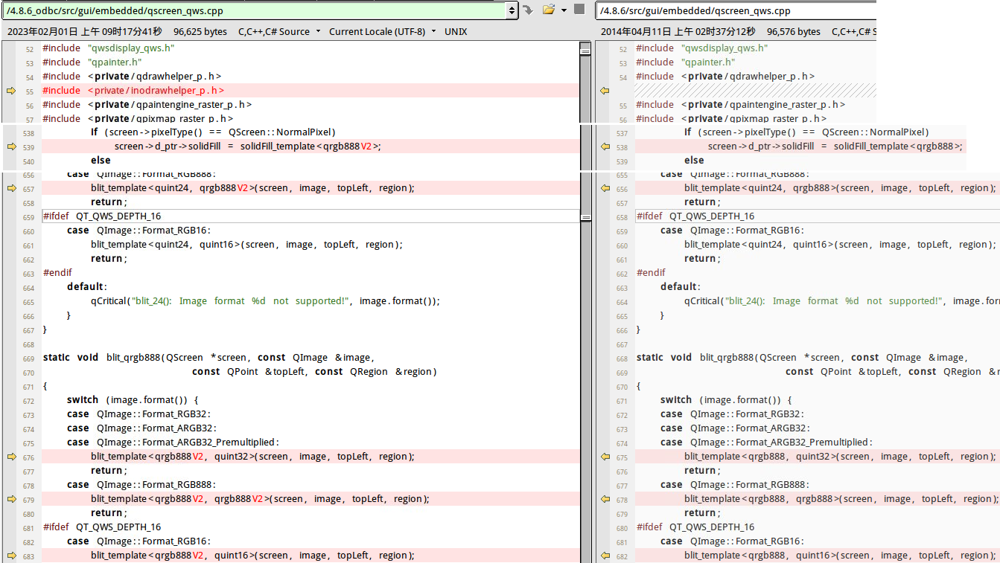 /4.8.6_odbc/src/gui/embedded/qscreen_qws.cpp
2023年02月01日 上午 09时17分41秒 96,625 bytes C,C++,C# Source Current Locale (UTF-8) UNIX
52 #include "qwsdisplay_qws.h"
53 #include "qpainter.h"
54 #include <private/qdrawhelper_p.h>
55 #include <private/inodrawhelper_p.h>
56 #include <private/qpaintengine_raster_p.h>
57 #include <private/qpixmap_raster_p.h>
538 if (screen->pixelType() == QScreen::NormalPixel)
539 screen->d_ptr->solidFill = solidFill_template<qrgb888V2>;
540 else
656 case QImage::Format_RGB888:
657 blit_template<quint24, qrgb888V2>(screen, image, topLeft, region);
658 return;
659 #ifdef QT_QWS_DEPTH_16
660 case QImage::Format_RGB16:
661 blit_template<quint24, quint16>(screen, image, topLeft, region);
662 return;
663 #endif
664 default:
665 qCritical("blit_24(): Image format %d not supported!", image.format());
666 }
667 }
668
669 static void blit_qrgb888(QScreen *screen, const QImage &image,
670 const QPoint &topLeft, const QRegion &region)
671 {
672 switch (image.format()) {
673 case QImage::Format_RGB32:
674 case QImage::Format_ARGB32:
675 case QImage::Format_ARGB32_Premultiplied:
676 blit_template<qrgb888V2, quint32>(screen, image, topLeft, region);
677 return;
678 case QImage::Format_RGB888:
679 blit_template<qrgb888V2, qrgb888V2>(screen, image, topLeft, region);
680 return;
681 #ifdef QT_QWS_DEPTH_16
682 case QImage::Format_RGB16:
683 blit_template<qrgb888V2, quint16>(screen, image, topLeft, region);
/4.8.6/src/gui/embedded/qscreen_qws.cpp
2014年04月11日 上午 02时37分12秒 96,576 bytes C,C++,C# S
52 #include "qwsdisplay_qws.h"
53 #include "qpainter.h"
54 #include <private/qdrawhelper_p.h>
55 #include <private/qpaintengine_raster_p.h>
56 #include <private/qpixmap_raster_p.h>
537 if (screen->pixelType() == QScreen::NormalPixel)
538 screen->d_ptr->solidFill = solidFill_template<qrgb888>;
539 else
655 case QImage::Format_RGB888:
656 blit_template<quint24, qrgb888>(screen, image, topLeft, region);
657 return;
658 #ifdef QT_QWS_DEPTH_16
659 case QImage::Format_RGB16:
660 blit_template<quint24, quint16>(screen, image, topLeft, region);
661 return;
662 #endif
663 default:
664 qCritical("blit_24(): Image format %d not supported!", image.for
665 }
666 }
667
668 static void blit_qrgb888(QScreen *screen, const QImage &image,
669 const QPoint &topLeft, const QRegion &r
670 {
671 switch (image.format()) {
672 case QImage::Format_RGB32:
673 case QImage::Format_ARGB32:
674 case QImage::Format_ARGB32_Premultiplied:
675 blit_template<qrgb888, quint32>(screen, image, topLeft, region);
676 return;
677 case QImage::Format_RGB888:
678 blit_template<qrgb888, qrgb888>(screen, image, topLeft, region);
679 return;
680 #ifdef QT_QWS_DEPTH_16
681 case QImage::Format_RGB16:
682 blit_template<qrgb888, quint16>(screen, image, topLeft, region);